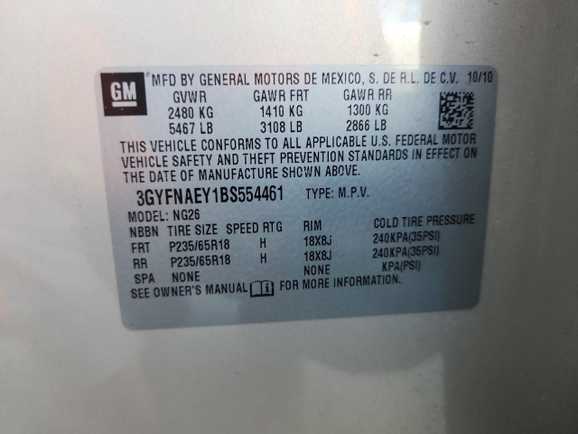 GM MFD BY GENERAL MOTORS DE MEXICO, S. DE R.L. DE C.V. 10/10
GVWR GAWR FRT GAWR RR
2480 KG 1410 KG 1300 KG
5467 LB 3108 LB 2866 LB
THIS VEHICLE CONFORMS TO ALL APPLICABLE U.S. FEDERAL MOTOR
VEHICLE SAFETY AND THEFT PREVENTION STANDARDS IN EFFECT ON
THE DATE OF MANUFACTURE SHOWN ABOVE.
3GYFNAEY1BS554461 TYPE: M.P.V.
MODEL: NG26
NBBN TIRE SIZE SPEED RTG RIM COLD TIRE PRESSURE
FRT P235/65R18 H 18X8J 240KPA(35PSI)
RR P235/65R18 H 18X8J 240KPA(35PSI)
SPA NONE NONE KPA(PSI)
SEE OWNER'S MANUAL FOR MORE INFORMATION.